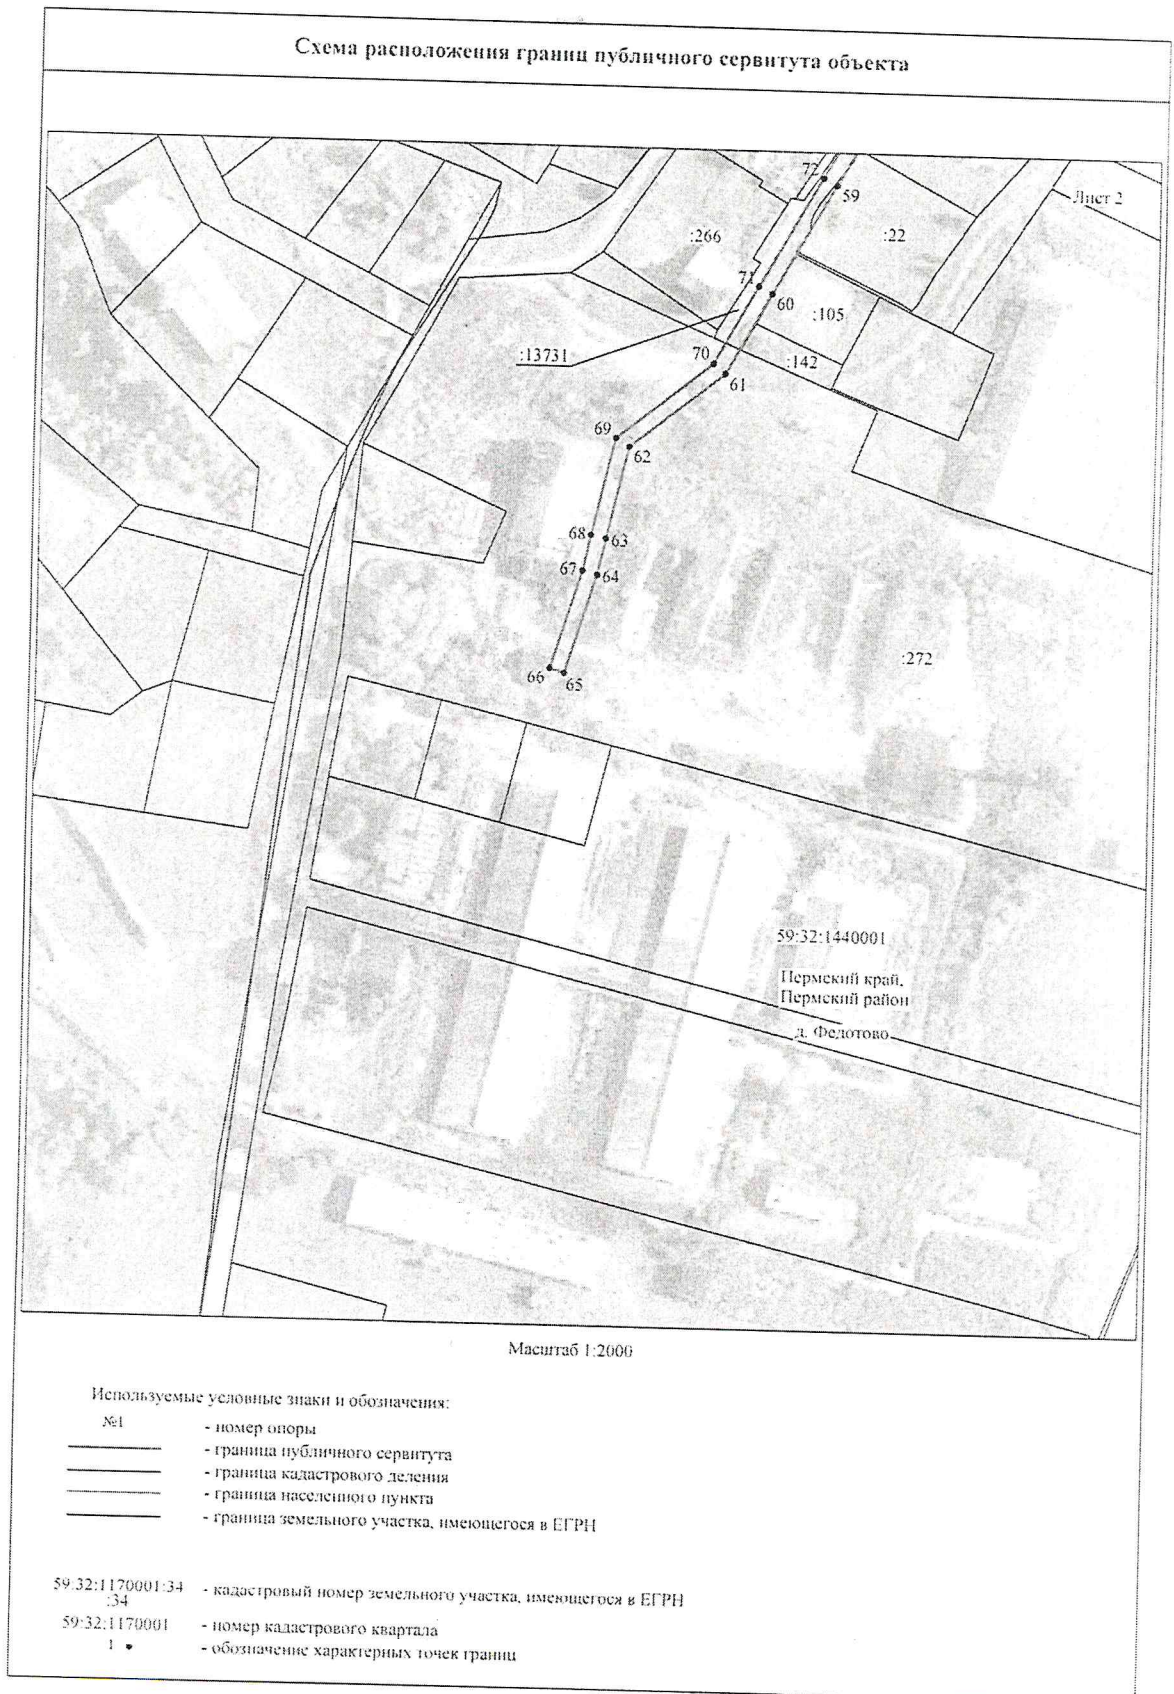 Схема расположения границ публичного сервитута объекта
72
59
Лист 2
:266
:22
71
60
:105
:13731
70
:142
61
69
62
68
63
67
64
:272
66
65
59:32:1440001
Пермский край,
Пермский район
д. Федотово
Масштаб 1:2000
Используемые условные знаки и обозначения:
№1 - номер опоры
- граница публичного сервитута
- граница кадастрового деления
- граница населенного пункта
- граница земельного участка, имеющегося в ЕГРН
59:32:1170001:34 - кадастровый номер земельного участка, имеющегося в ЕГРН
:34
59:32:1170001 - номер кадастрового квартала
1 - обозначение характерных точек границ